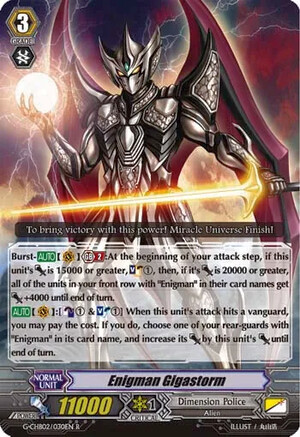 3
GRADE
To bring victory with this power! Miracle Universe Finish!
Burst-AUTO [ ] GB 2 :At the beginning of your attack step, if this
unit's is 15000 or greater, V 1, then, if it's is 20000 or greater,
all of the units in your front row with "Enigman" in their card names get
+4000 until end of turn.
AUTO [ 1]:[ 1 & ] When this unit's attack hits a vanguard,
you may pay the cost. If you do, choose one of your rear-guards with
"Enigman" in its card name, and increase its by this unit's until
end of turn.
NORMAL
UNIT
Enigman Gigastorm
POWER
11000
1
CRITICAL
Dimension Police
Alien
G-CHB02/030EN R
ILLUST /